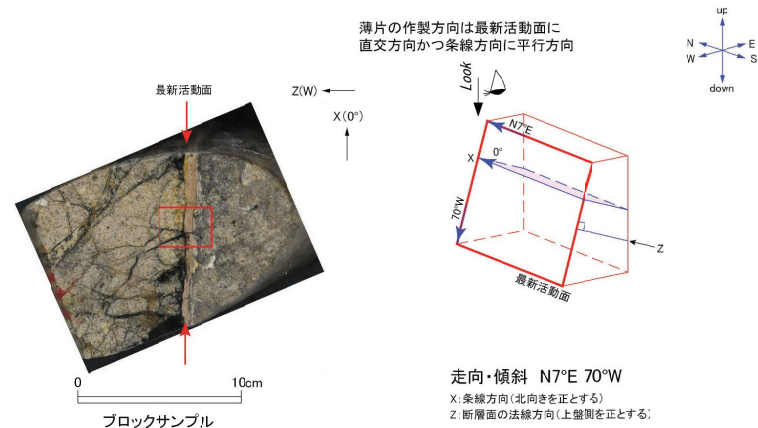 薄片の作製方向は最新活動面に
直交方向かつ条線方向に平行方向
up
N
E
W
S
down
最新活動面
Z(W)
X(0°)
Look
N7°E
X
0°
70°W
Z
最新活動面
0
10cm
ブロックサンプル
走向・傾斜 N7°E 70°W
X:条線方向(北向きを正とする)
Z:断層面の法線方向(上盤側を正とする)